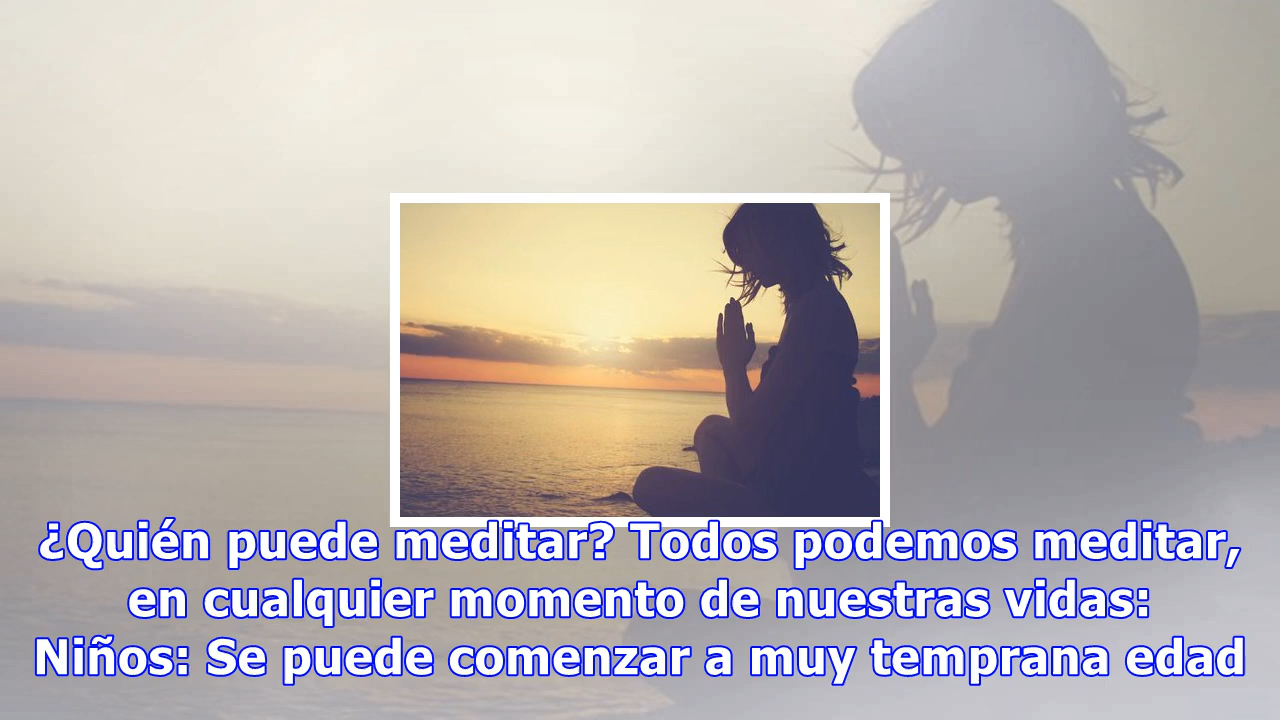 ¿Quién puede meditar? Todos podemos meditar,
en cualquier momento de nuestras vidas:
Niños: Se puede comenzar a muy temprana edad